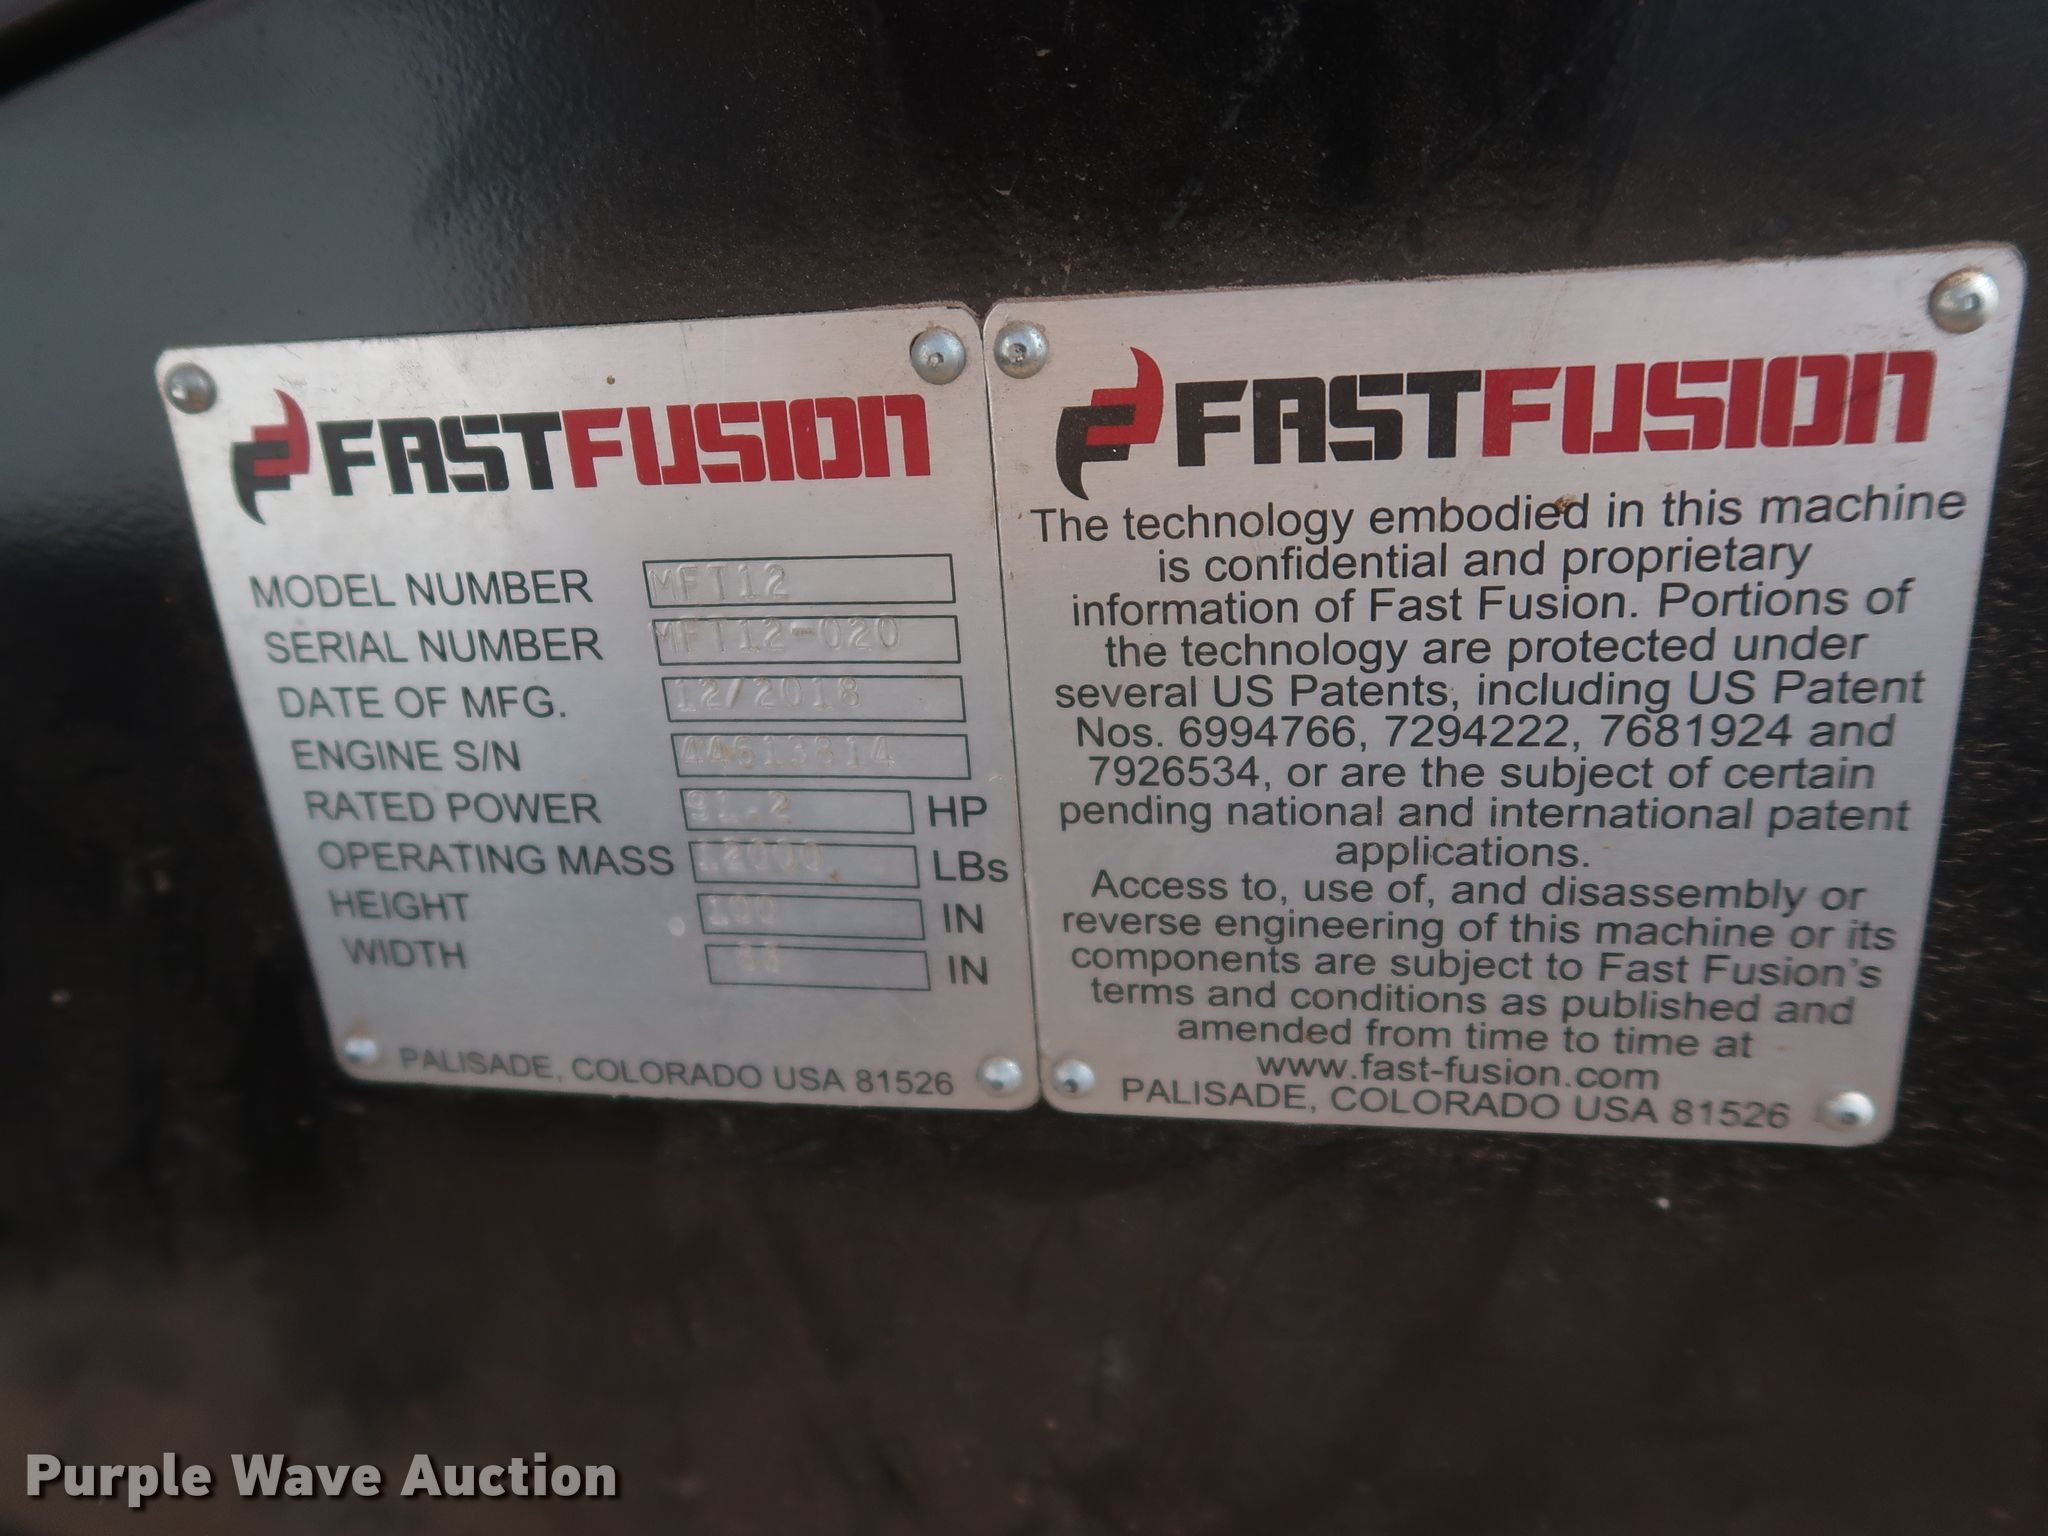 FASTFUSION
MODEL NUMBER MFT12
SERIAL NUMBER MFT12-020
DATE OF MFG. 12/2018
ENGINE S/N 44613814
RATED POWER 91.2 HP
OPERATING MASS 12000 LBs
HEIGHT 100 IN
WIDTH IN
PALISADE, COLORADO USA 81526
FASTFUSION
The technology embodied in this machine
is confidential and proprietary
information of Fast Fusion. Portions of
the technology are protected under
several US Patents, including US Patent
Nos. 6994766, 7294222, 7681924 and
7926534, or are the subject of certain
pending national and international patent
applications.
Access to, use of, and disassembly or
reverse engineering of this machine or its
components are subject to Fast Fusion's
terms and conditions as published and
amended from time to time at
www.fast-fusion.com
PALISADE, COLORADO USA 81526
Purple Wave Auction